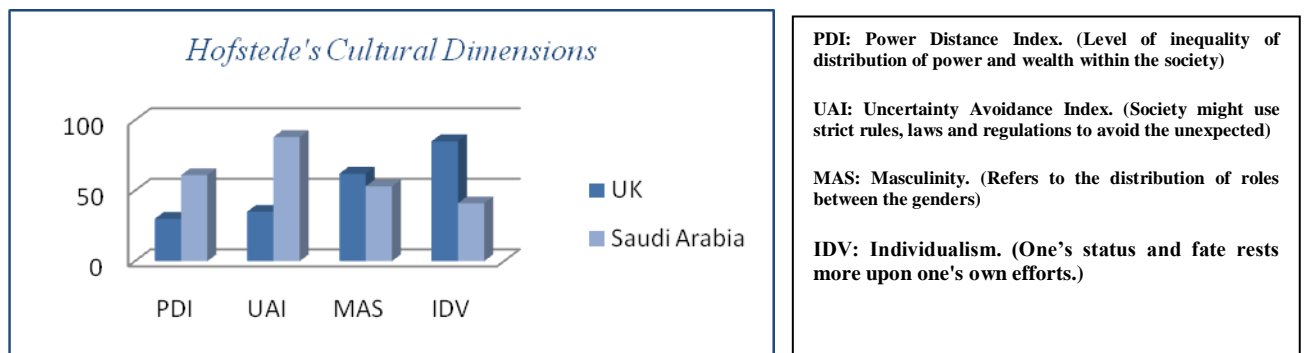 Hofstede's Cultural Dimensions
100
50
0
PDI UAI MAS IDV
UK
Saudi Arabia
PDI: Power Distance Index. (Level of inequality of
distribution of power and wealth within the society)
UAI: Uncertainty Avoidance Index. (Society might use
strict rules, laws and regulations to avoid the unexpected)
MAS: Masculinity. (Refers to the distribution of roles
between the genders)
IDV: Individualism. (One’s status and fate rests
more upon one's own efforts.)